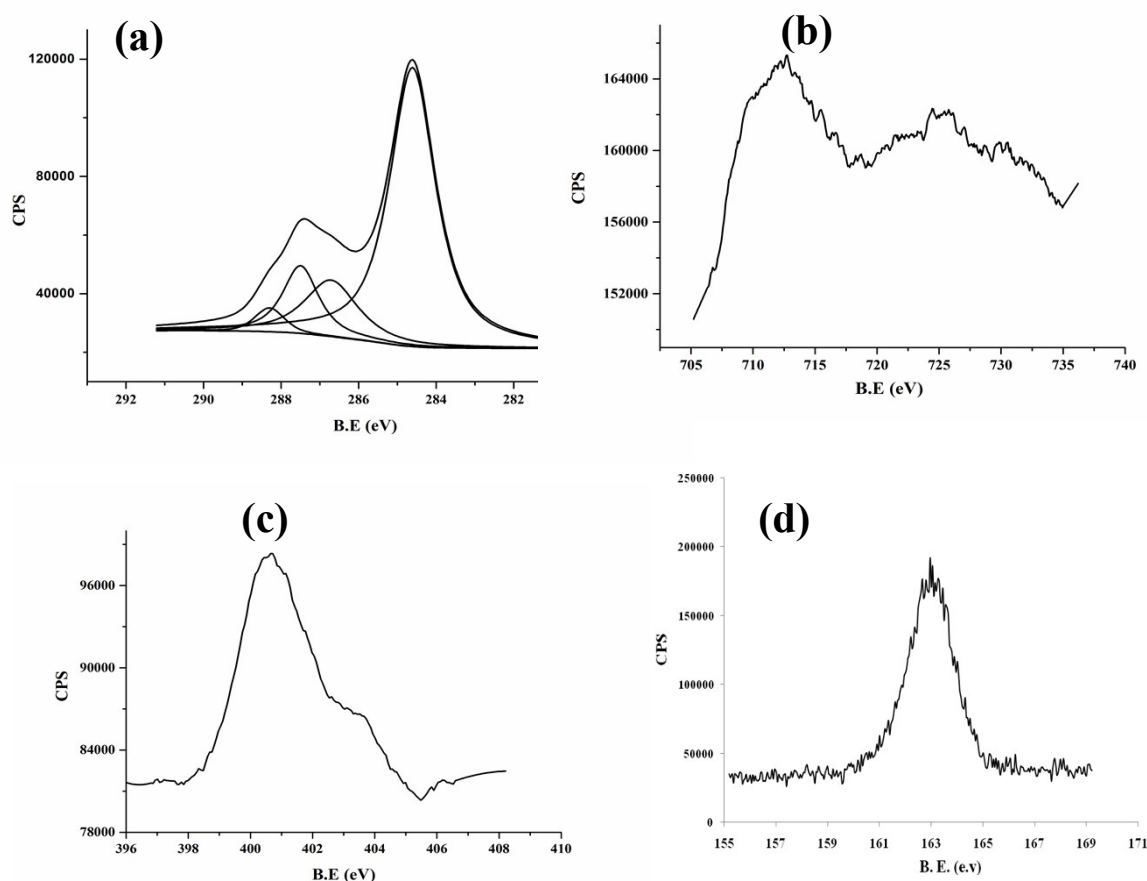 (a)
120000
80000
40000
CPS
292 290 288 286 284 282
B.E (eV)
(b)
164000
160000
156000
152000
CPS
705 710 715 720 725 730 735 740
B.E (eV)
(c)
96000
90000
84000
78000
CPS
396 398 400 402 404 406 408 410
B.E (eV)
(d)
250000
200000
150000
100000
50000
0
CPS
155 157 159 161 163 165 167 169 171
B. E. (e.v)